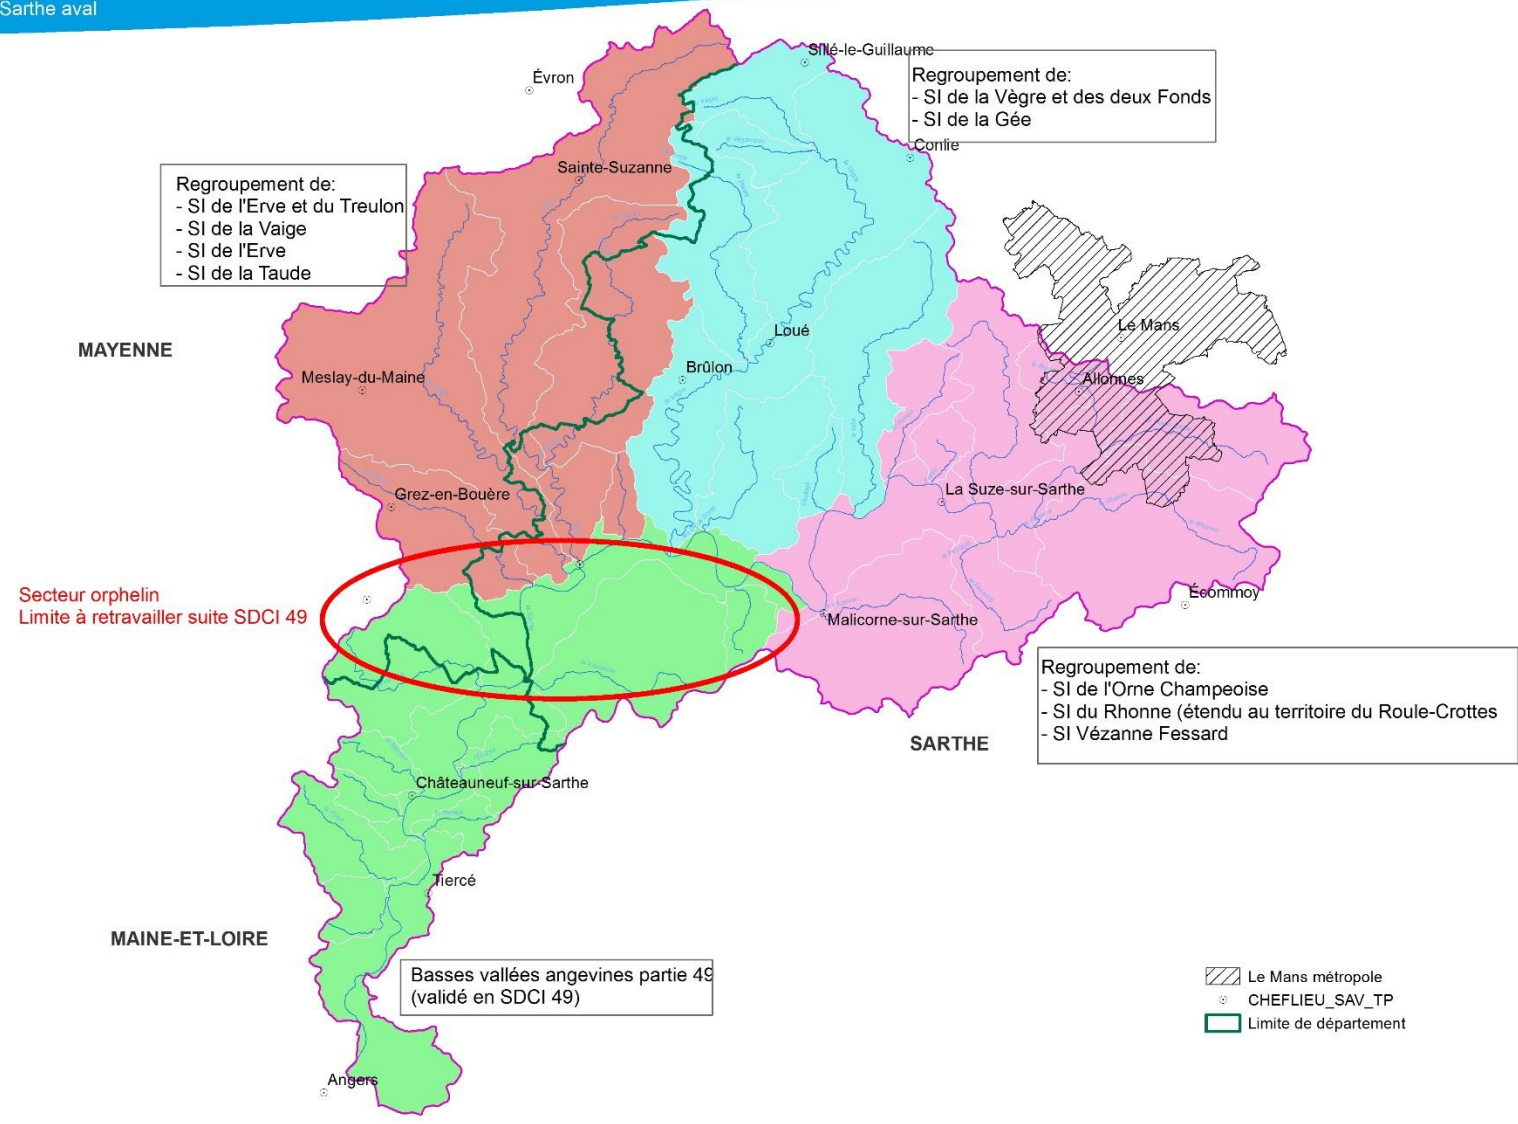 Sarthe aval
Sillé-le-Guillaume
Évron
Regroupement de:
- SI de la Vègre et des deux Fonds
- SI de la Gée
Conlie
Sainte-Suzanne
Regroupement de:
- SI de l'Erve et du Treulon
- SI de la Vaige
- SI de l'Erve
- SI de la Taude
Le Mans
Loué
MAYENNE
Brûlon
Meslay-du-Maine
Allonnes
Grez-en-Bouère
La Suze-sur-Sarthe
Secteur orphelin
Limite à retravailler suite SDCI 49
Écommoy
Malicorne-sur-Sarthe
Regroupement de:
- SI de l'Orne Champeoise
- SI du Rhonne (étendu au territoire du Roule-Crottes
- SI Vézanne Fessard
SARTHE
Châteauneuf-sur-Sarthe
Tiercé
MAINE-ET-LOIRE
Basses vallées angevines partie 49
(validé en SDCI 49)
Le Mans métropole
CHEFLIEU_SAV_TP
Limite de département
Angers